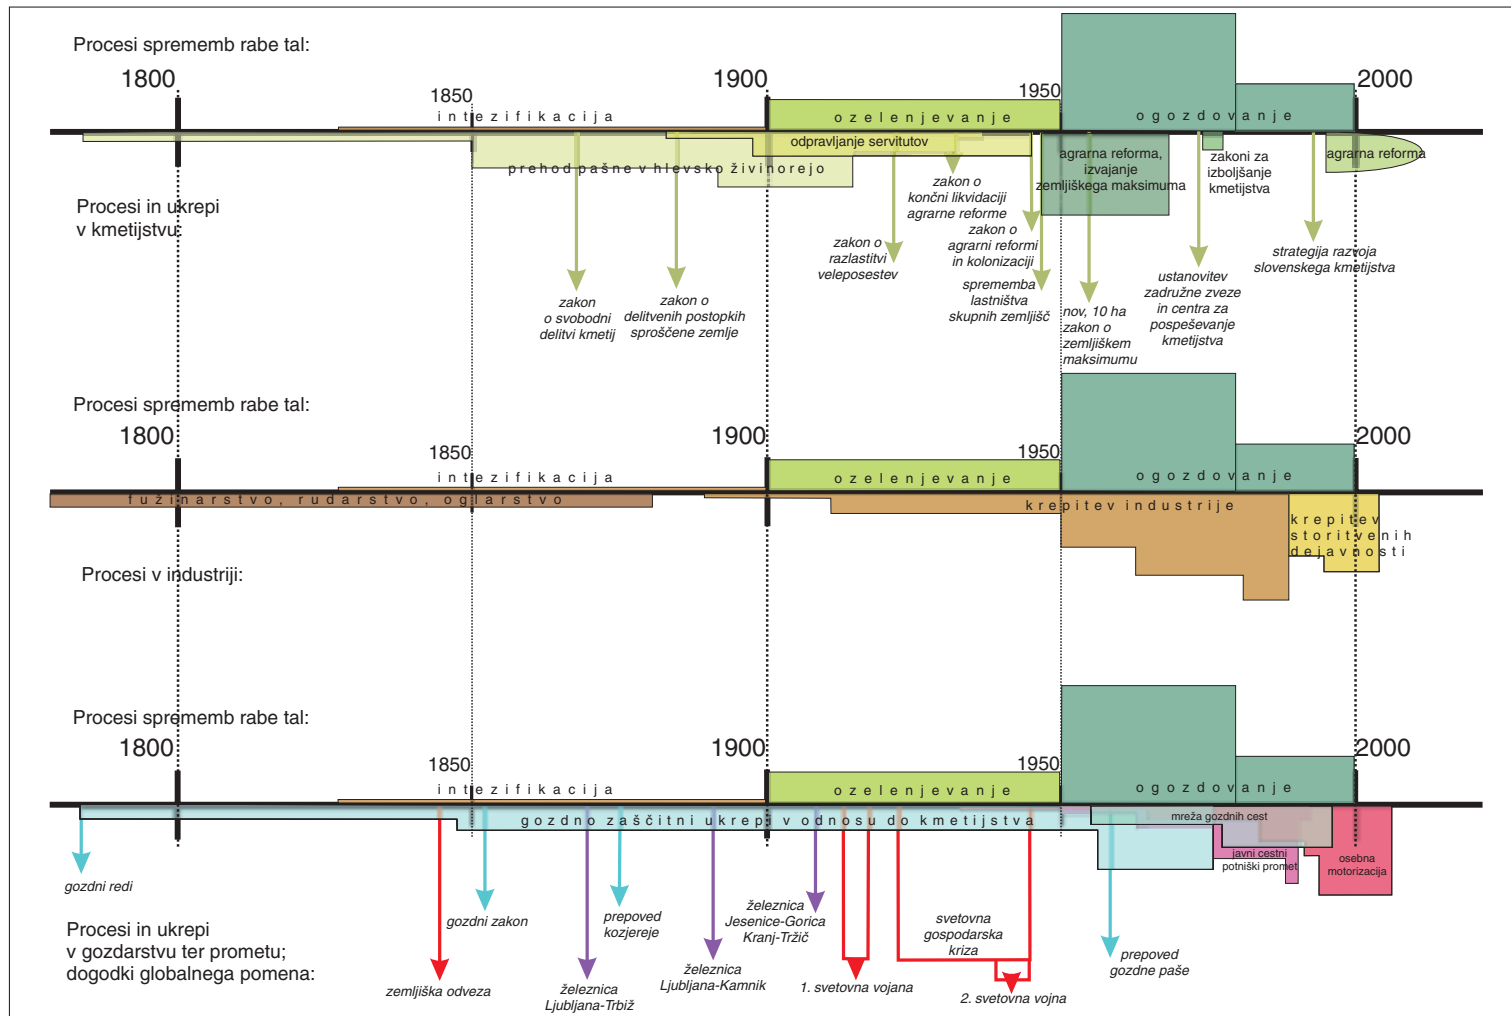 Procesi sprememb rabe tal:
1800
1850
1900
1950
2000
intezifikacija
ozelenjevanje
ogozdovanje
odpravljanje servitutov
prehod pašne v hlevsko živinorejo
agrarna reforma,
izvajanje
zemljiškega maksimuma
zakoni za
izboljšanje
kmetijstva
agrarna reforma
Procesi in ukrepi
v kmetijstvu
zakon
o svobodni
delitvi kmetij
zakon o
delitvenih postopkih
sproščene zemlje
zakon o
razlastitvi
veleposestev
zakon o
končni likvidaciji
agrarne reforme
zakon o
agrarni reformi
in kolonizaciji
sprememba
lastništva
skupnih zemljišč
nov, 10 ha
zakon o
zemljiškem
maksimumu
ustanovitev
zadružne zveze
in centra za
pospeševanje
kmetijstva
strategija razvoja
slovenskega kmetijstva
Procesi sprememb rabe tal:
1800
1850
1900
1950
2000
intezifikacija
ozelenjevanje
ogozdovanje
fužinarstvo, rudarstvo, oglarstvo
krepitev industrije
krepitev
storitvenih
dejavnosti
Procesi v industriji:
Procesi sprememb rabe tal:
1800
1850
1900
1950
2000
intezifikacija
ozelenjevanje
ogozdovanje
gozdno zaščitni ukrepi v odnosu do kmetijstva
mreža gozdnih cest
javni cestni
potniški promet
osebna
motorizacija
gozdni redi
Procesi in ukrepi
v gozdarstvu ter prometu;
dogodki globalnega pomena:
zemljiška odveza
gozdni zakon
železnica
Ljubljana-Trbiž
prepoved
kozjereje
železnica
Ljubljana-Kamnik
železnica
Jesenice-Gorica
Kranj-Tržič
1. svetovna vojana
svetovna
gospodarska
kriza
2. svetovna vojna
prepoved
gozdne paše